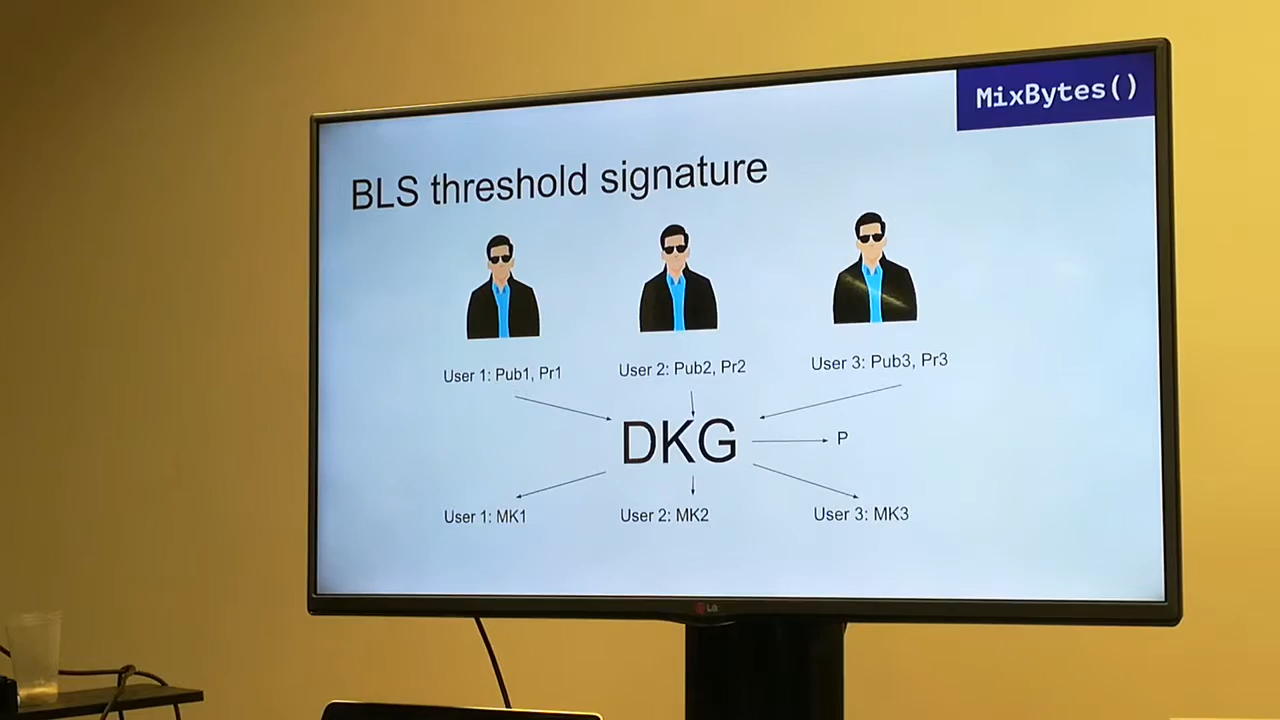 MixBytes()
BLS threshold signature
User 1: Pub1, Pr1
User 2: Pub2, Pr2
User 3: Pub3, Pr3
DKG
P
User 1: MK1
User 2: MK2
User 3: MK3
LG